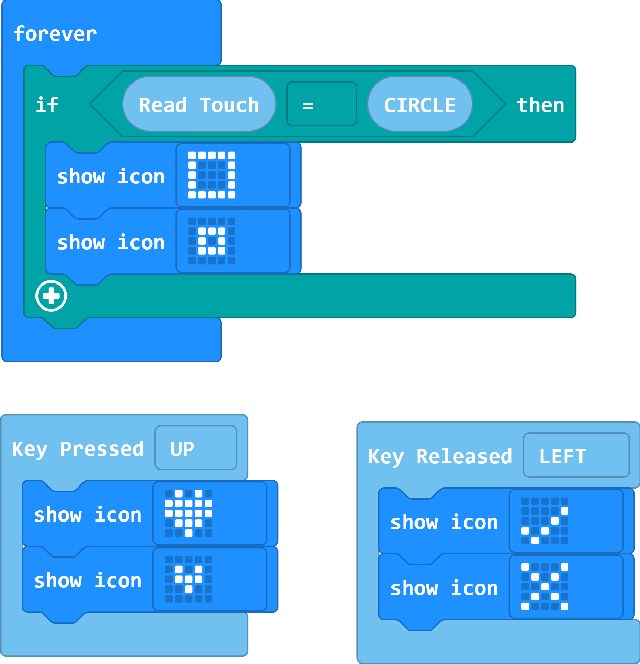 forever
if Read Touch = CIRCLE then
show icon
show icon
Key Pressed UP
show icon
show icon
Key Released LEFT
show icon
show icon